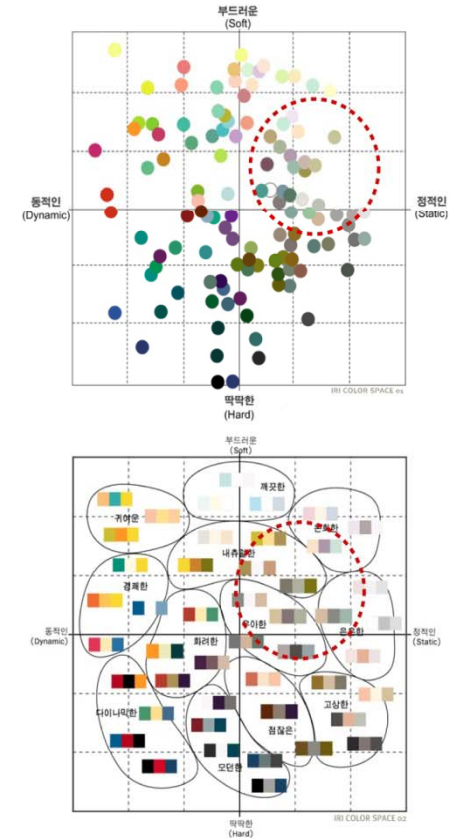 부드러운
(Soft)
동적인
(Dynamic)
정적인
(Static)
IRI COLOR SPACE 01
딱딱한
(Hard)
부드러운
(Soft)
깨끗한
귀여운
온화한
내츄럴한
경쾌한
동적인
(Dynamic)
우아한
은은한
정적인
(Static)
화려한
다이나믹한
고상한
점잖은
모던한
IRI COLOR SPACE 02
딱딱한
(Hard)